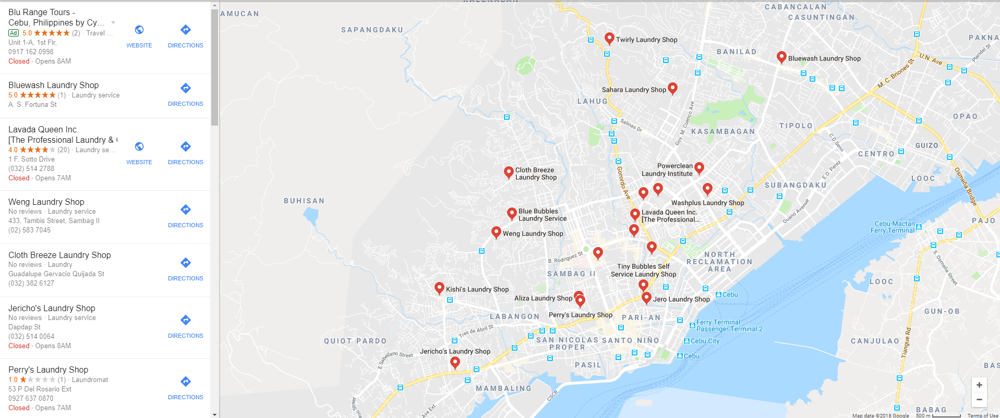 Blu Range Tours -
Cebu, Philippines by Cy...
Ad 5.0 (2) · Travel ...
Unit 1-A, 1st Flr,
0917 162 0998
Closed · Opens 8AM
WEBSITE
DIRECTIONS
Bluewash Laundry Shop
5.0 (1) · Laundry service
A. S. Fortuna St
DIRECTIONS
Lavada Queen Inc.
[The Professional Laundry &
4.0 (20) · Laundry se...
1 F. Sotto Drive
(032) 514 2788
Closed · Opens 7AM
WEBSITE
DIRECTIONS
Weng Laundry Shop
No reviews · Laundry service
433, Tambis Street, Sambag II
(02) 583 7045
DIRECTIONS
Cloth Breeze Laundry Shop
No reviews · Laundry
Guadalupe Gervacio Quijada St
(032) 382 6127
DIRECTIONS
Jericho's Laundry Shop
No reviews · Laundry service
Dapdap St
(032) 514 0064
Closed · Opens 8AM
DIRECTIONS
Perry's Laundry Shop
1.0 (1) · Laundromat
53 P Del Rosario Ext
0927 637 0870
Closed · Opens 7AM
DIRECTIONS
KALUNASAN
CABANCALAN
AMUCAN
CASUNTINGAN
SAPANGDAKU
Twirly Laundry Shop
PAKNA
BANILAD
Plaridel St
Bluewash Laundry Shop
U.N. Ave
M. C. Briones St
Sahara Laundry Shop
LAHUG
Gov. M. Cuenco Ave
OPAO
Salinas Dr
TIPOLO
KASAMBAGAN
C.D. Seno
GUIZO
CENTRO
Powerclean
Laundry Institute
Cloth Breeze
Laundry Shop
Gorordo Ave
E.O. Perez
LOOC
SUBANGDAKU
Osmeña Bridge
BUHISAN
Washplus Laundry Shop
Ouano Avenue
Blue Bubbles
Laundry Service
Lavada Queen Inc.
[The Professional...
PAJO
Cebu-Mactan
Ferry Terminal
Weng Laundry Shop
B. Rodriguez St
NORTH
RECLAMATION
AREA
S. Osmeña Street
Tiny Bubbles Self
Service Laundry Shop
SAMBAG II
LOOC
Kishi's Laundry Shop
Aliza Laundry Shop
Cebu
Jero Laundry Shop
GUN-OB
Perry's Laundry Shop
LABANGON
PARI-AN
Ferry Terminal
Passenger Terminal 2
Tres de Abril St
Tiangue Rd
QUIOT PARDO
SAN NICOLAS
PROPER
SANTO NIÑO
Cebu City
CANJULAO
Jericho's Laundry Shop
E Sabellano Street
Cebu
PASIL
BAS
MAMBALING
CSCR
BABAG
Map data ©2018 Google
500 m
Terms of Use